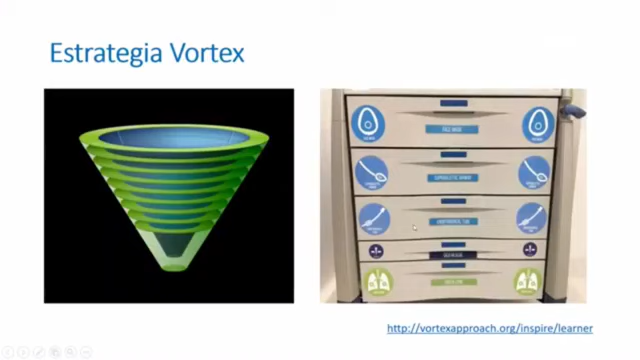 Estrategia Vortex
FACE MASK
SUPRAGLOTTIC AIRWAY
ENDOTRACHEAL TUBE
http://vortexapproach.org/inspire/learner